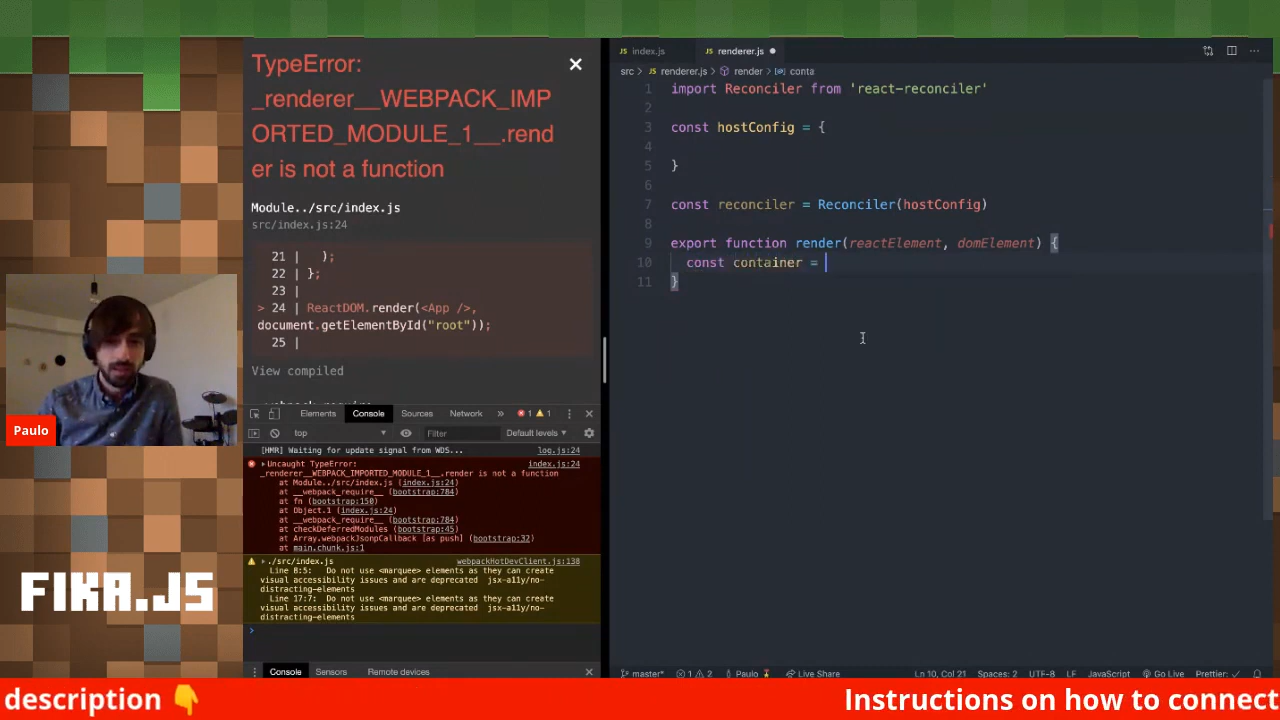 TypeError:
_renderer__WEBPACK_IMP
ORTED_MODULE_1__.rend
er is not a function
Module../src/index.js
src/index.js:24
21 | );
22 | };
23 |
> 24 | ReactDOM.render(<App />,
document.getElementById("root"));
25 |
View compiled
Elements Console Sources Network » 1 1
top Filter Default levels
[HMR] Waiting for update signal from WDS... log.js:24
Uncaught TypeError: index.js:24
_renderer__WEBPACK_IMPORTED_MODULE_1__.render is not a function
at Module../src/index.js (index.js:24)
at __webpack_require__ (bootstrap:784)
at fn (bootstrap:150)
at Object.1 (index.js:24)
at __webpack_require__ (bootstrap:784)
at checkDeferredModules (bootstrap:45)
at Array.webpackJsonpCallback [as push] (bootstrap:32)
at main.chunk.js:1
./src/index.js webpackHotDevClient.js:138
Line 8:5: Do not use <marquee> elements as they can create
visual accessibility issues and are deprecated jsx-a11y/no-
distracting-elements
Line 17:7: Do not use <marquee> elements as they can create
visual accessibility issues and are deprecated jsx-a11y/no-
distracting-elements
Console Sensors Remote devices
JS index.js JS renderer.js
src > JS renderer.js > render > conta
1 import Reconciler from 'react-reconciler'
2
3 const hostConfig = {
4
5 }
6
7 const reconciler = Reconciler(hostConfig)
8
9 export function render(reactElement, domElement) {
10 const container =
11 }
master* 1 2 Paulo Live Share Ln 10, Col 21 Spaces: 2 UTF-8 LF JavaScript Go Live Prettier: ✓
Paulo
FIKA.JS
description 👇 Instructions on how to connect